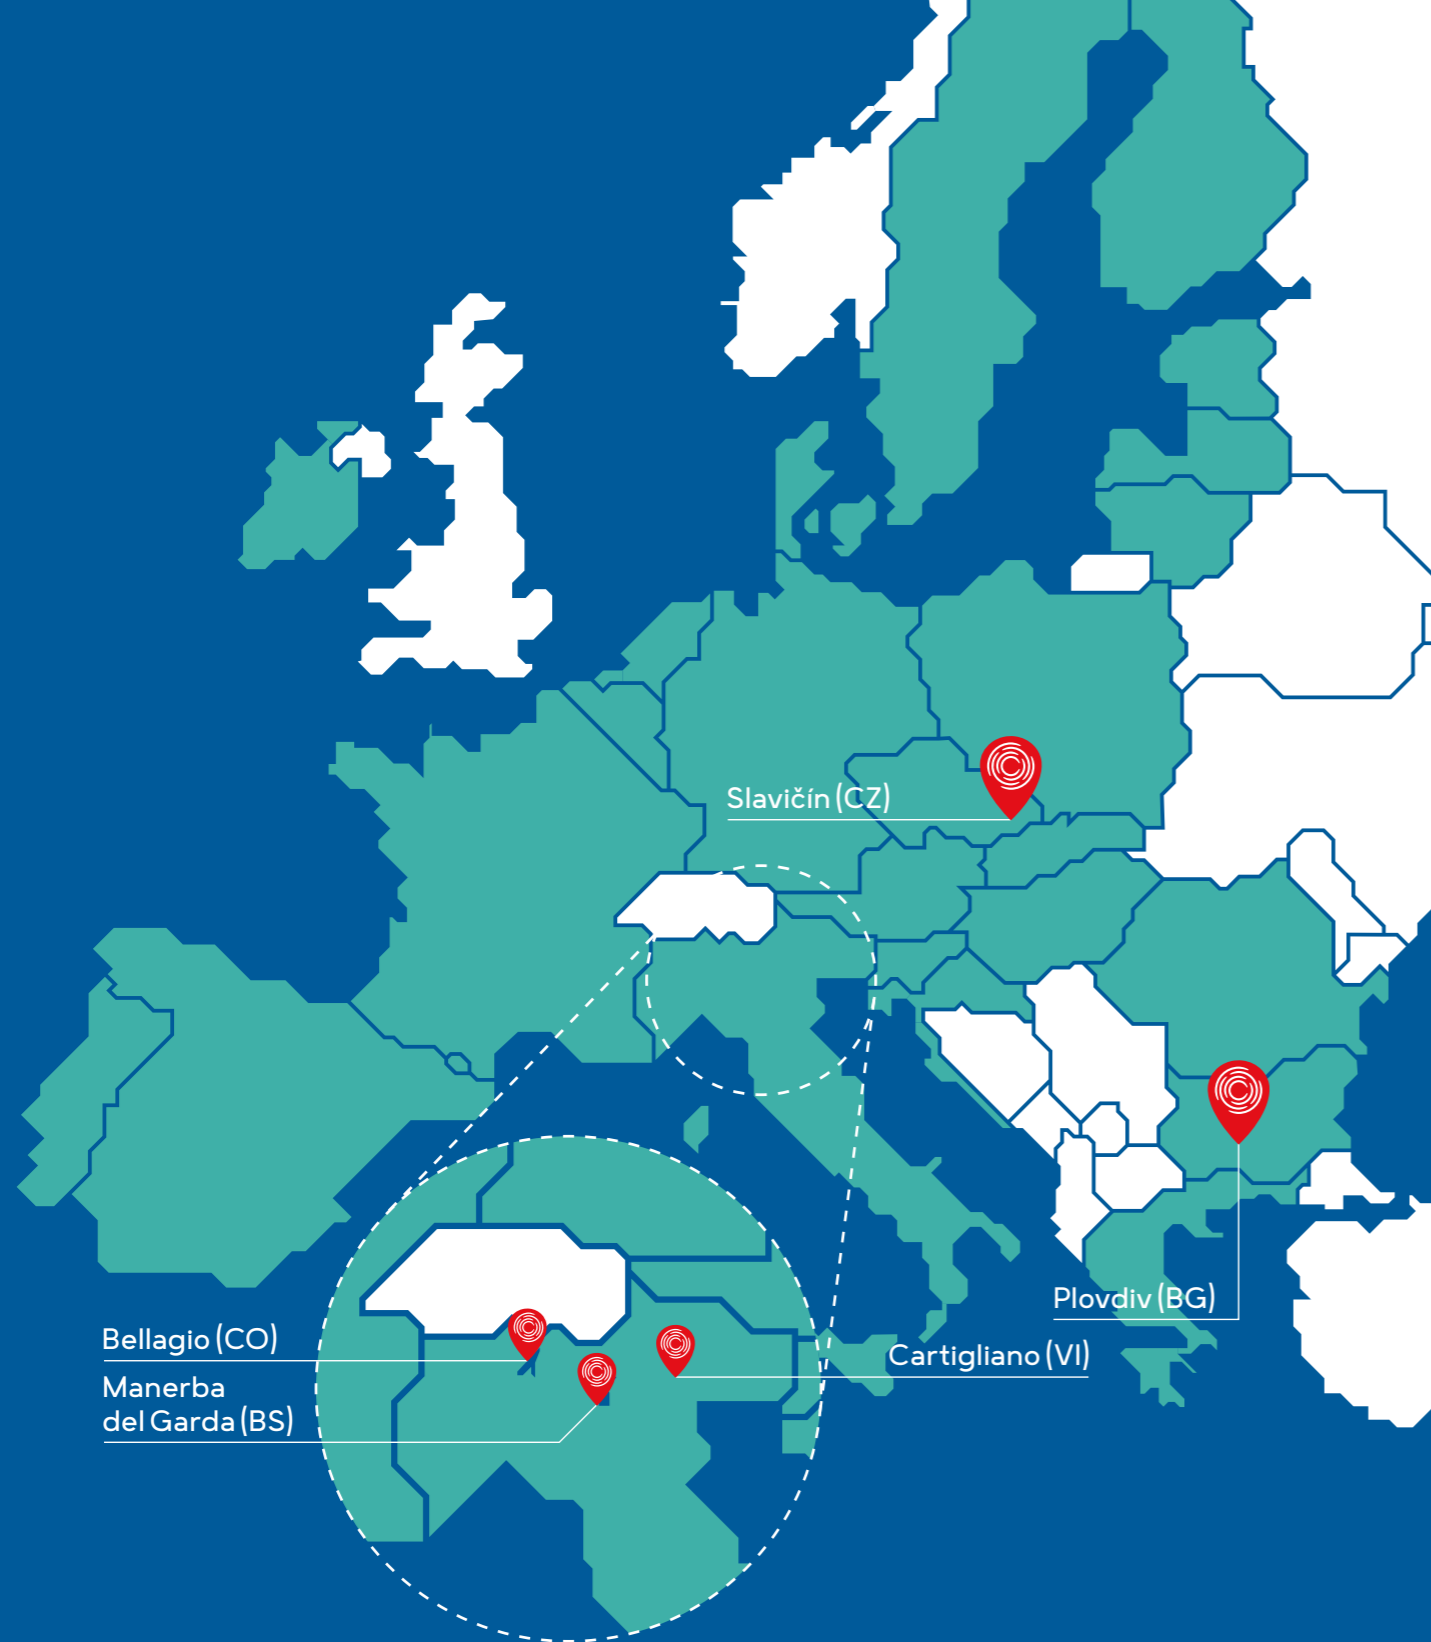 Slavičín (CZ)
Plovdiv (BG)
Bellagio (CO)
Cartigliano (VI)
Manerba
del Garda (BS)